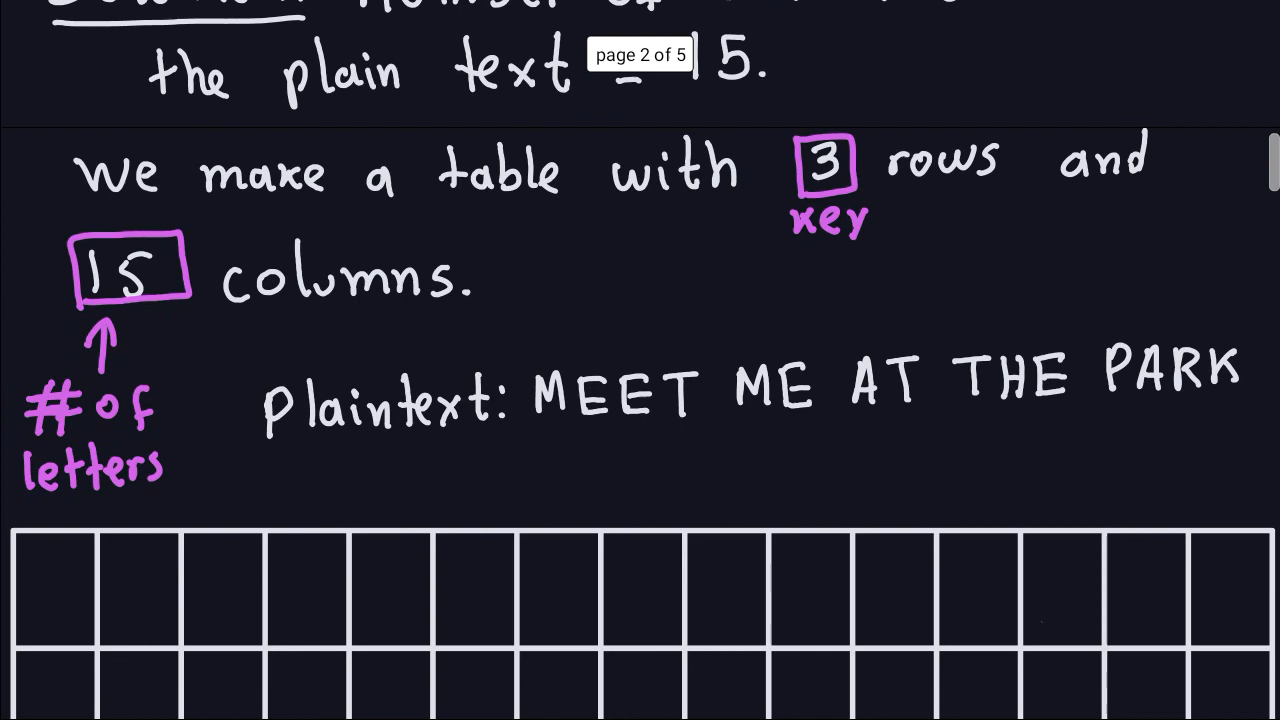 the plain text = 15.
page 2 of 5
We make a table with 3 rows and
key
15 columns.
# of
letters
Plaintext: MEET ME AT THE PARK